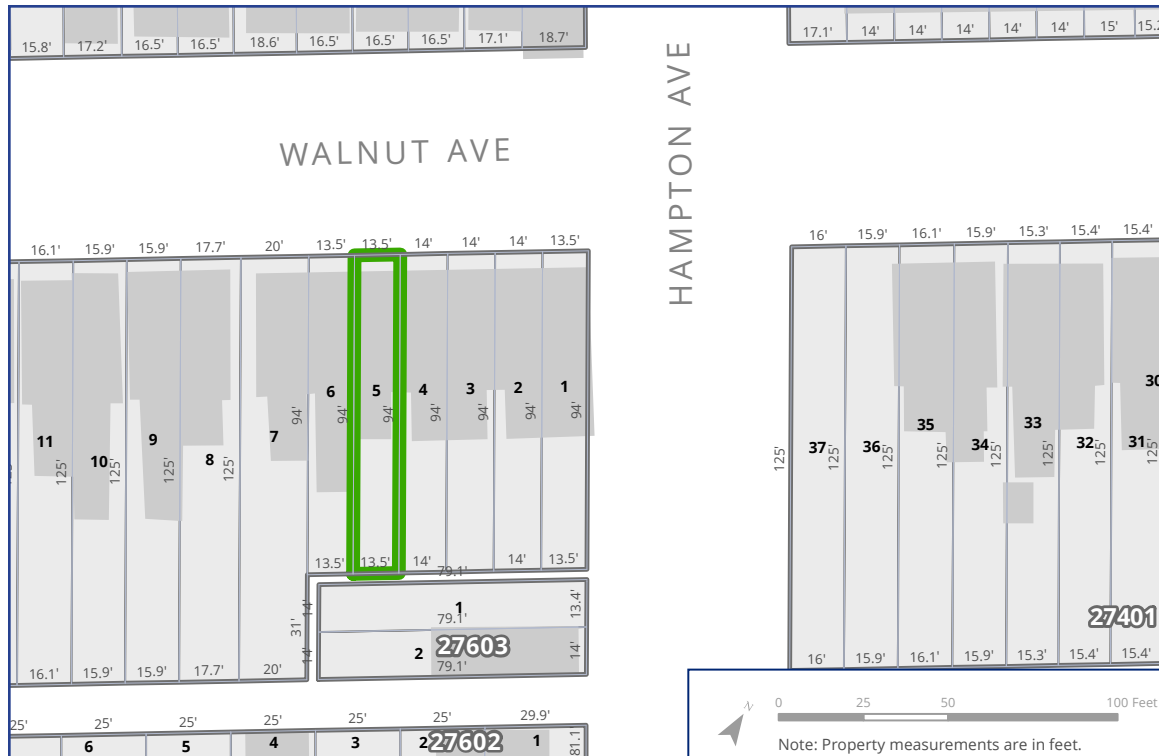 15.8' 17.2' 16.5' 16.5' 18.6' 16.5' 16.5' 16.5' 17.1' 18.7' 17.1' 14' 14' 14' 14' 14' 15'
WALNUT AVE
HAMPTON AVE
16.1' 15.9' 15.9' 17.7' 20' 13.5' 13.5' 14' 14' 14' 13.5' 16' 15.9' 16.1' 15.9' 15.3' 15.4' 15.4'
11 10 9 8 7 6 5 4 3 2 1 37 36 35 34 33 32 31 30
125' 125' 125' 125' 94' 94' 94' 94' 94' 94' 94' 125' 125' 125' 125' 125' 125'
13.5' 13.5' 14' 14' 13.5'
79.1'
31' 14' 1 79.1' 13.4'
14' 2 27603 79.1' 14'
27401
16.1' 15.9' 15.9' 17.7' 20' 16' 15.9' 16.1' 15.9' 15.3' 15.4' 15.4'
25' 25' 25' 25' 25' 25' 29.9'
6 5 4 3 2 27602 1 81.1
N
0 25 50 100 Feet
Note: Property measurements are in feet.